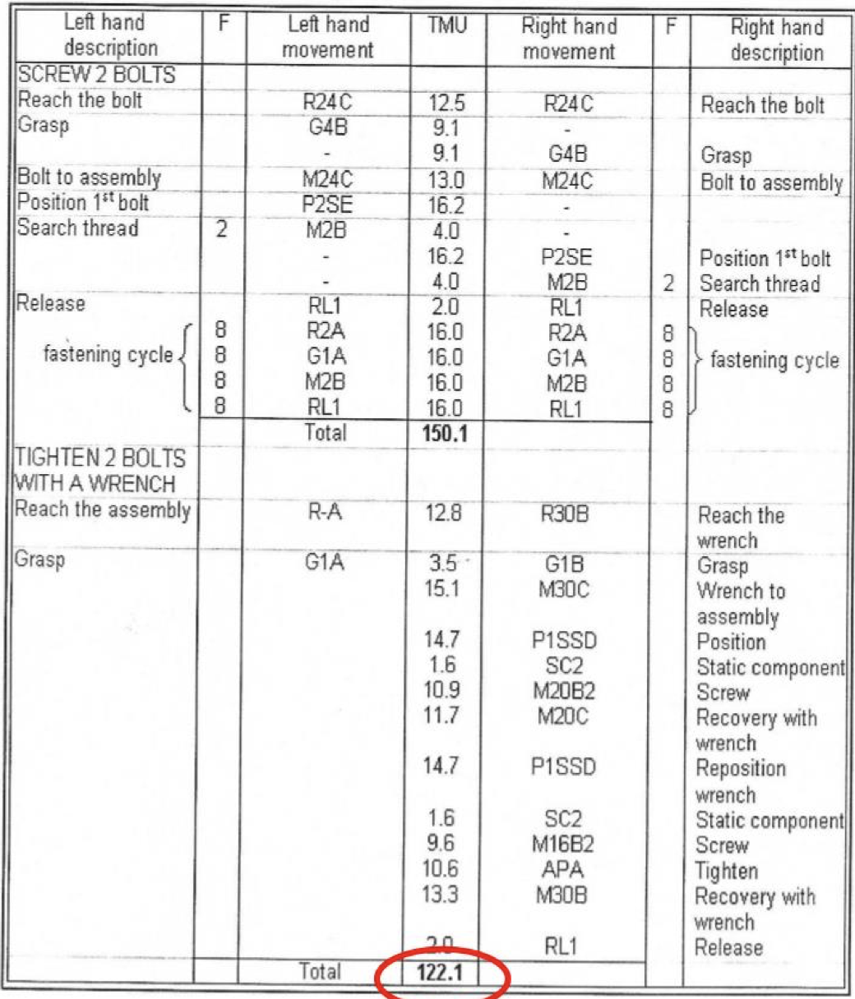 Left hand description F Left hand movement TMU Right hand movement F Right hand description
SCREW 2 BOLTS
Reach the bolt R24C 12.5 R24C Reach the bolt
Grasp G4B 9.1 -
- 9.1 G4B Grasp
Bolt to assembly M24C 13.0 M24C Bolt to assembly
Position 1st bolt P2SE 16.2 -
Search thread 2 M2B 4.0 -
- 16.2 P2SE Position 1st bolt
- 4.0 M2B 2 Search thread
Release RL1 2.0 RL1 Release
8 R2A 16.0 R2A 8
fastening cycle 8 G1A 16.0 G1A 8 fastening cycle
8 M2B 16.0 M2B 8
8 RL1 16.0 RL1 8
Total 150.1
TIGHTEN 2 BOLTS
WITH A WRENCH
Reach the assembly R-A 12.8 R30B Reach the
wrench
Grasp G1A 3.5 G1B Grasp
15.1 M30C Wrench to
assembly
14.7 P1SSD Position
1.6 SC2 Static component
10.9 M20B2 Screw
11.7 M20C Recovery with
wrench
14.7 P1SSD Reposition
wrench
1.6 SC2 Static component
9.6 M16B2 Screw
10.6 APA Tighten
13.3 M30B Recovery with
wrench
2.0 RL1 Release
Total 122.1